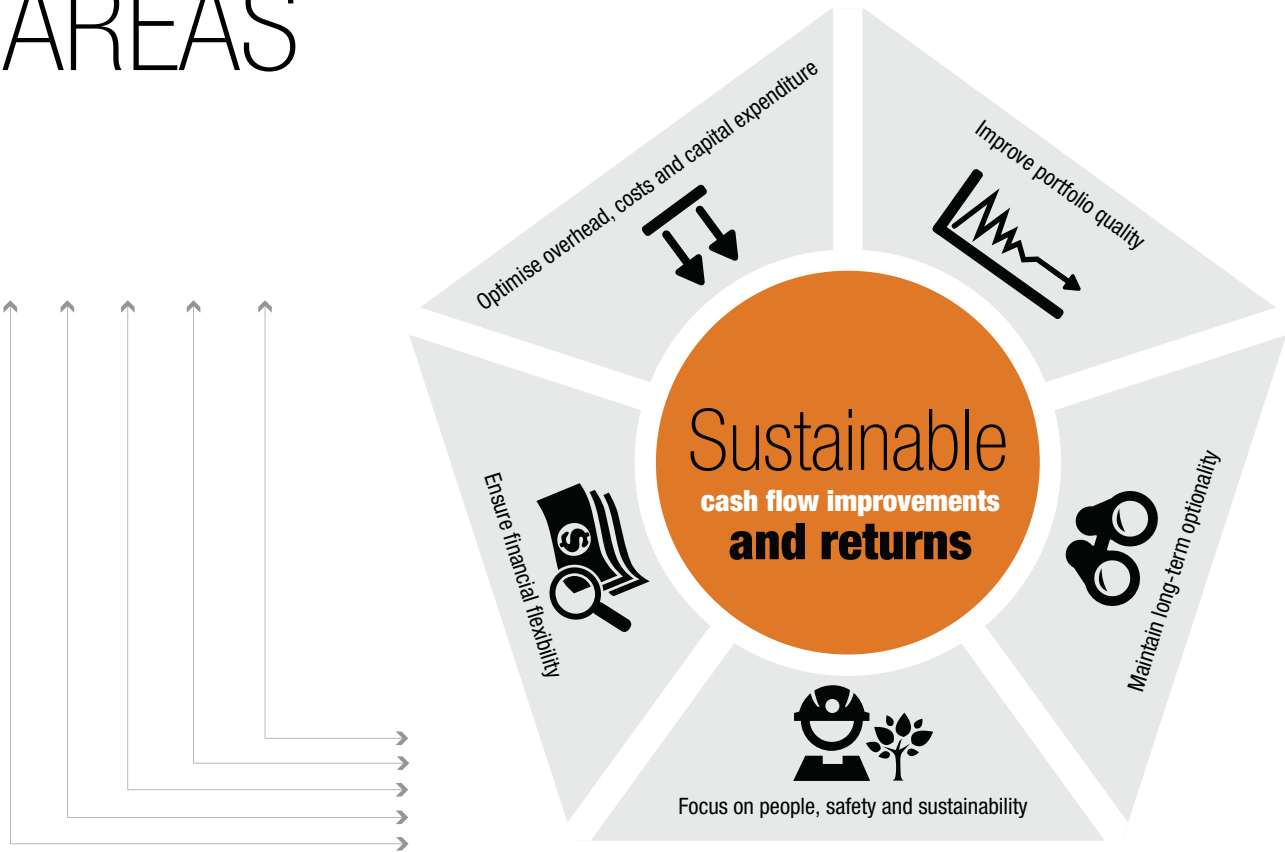 AREAS
Optimise overhead, costs and capital expenditure
Improve portfolio quality
Sustainable
cash flow improvements
and returns
Ensure financial flexibility
$
Maintain long-term optionality
Focus on people, safety and sustainability